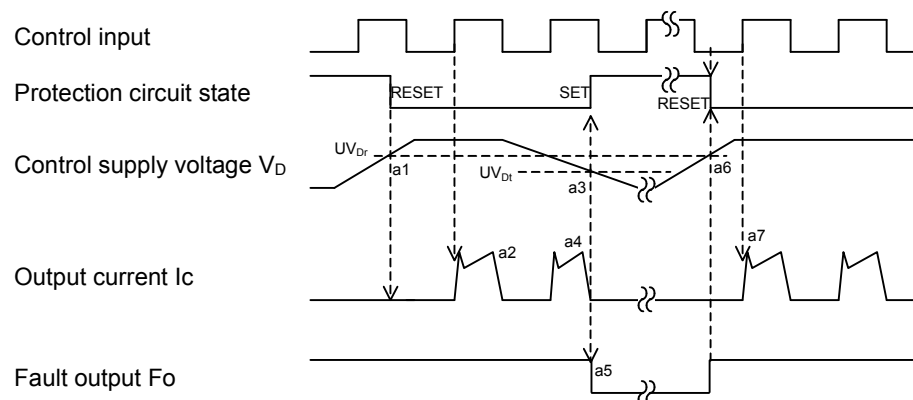 Control input
Protection circuit state
RESET
SET
RESET
Control supply voltage VD
UVDr
a1
UVDt
a3
a6
Output current Ic
a2
a4
a7
Fault output Fo
a5